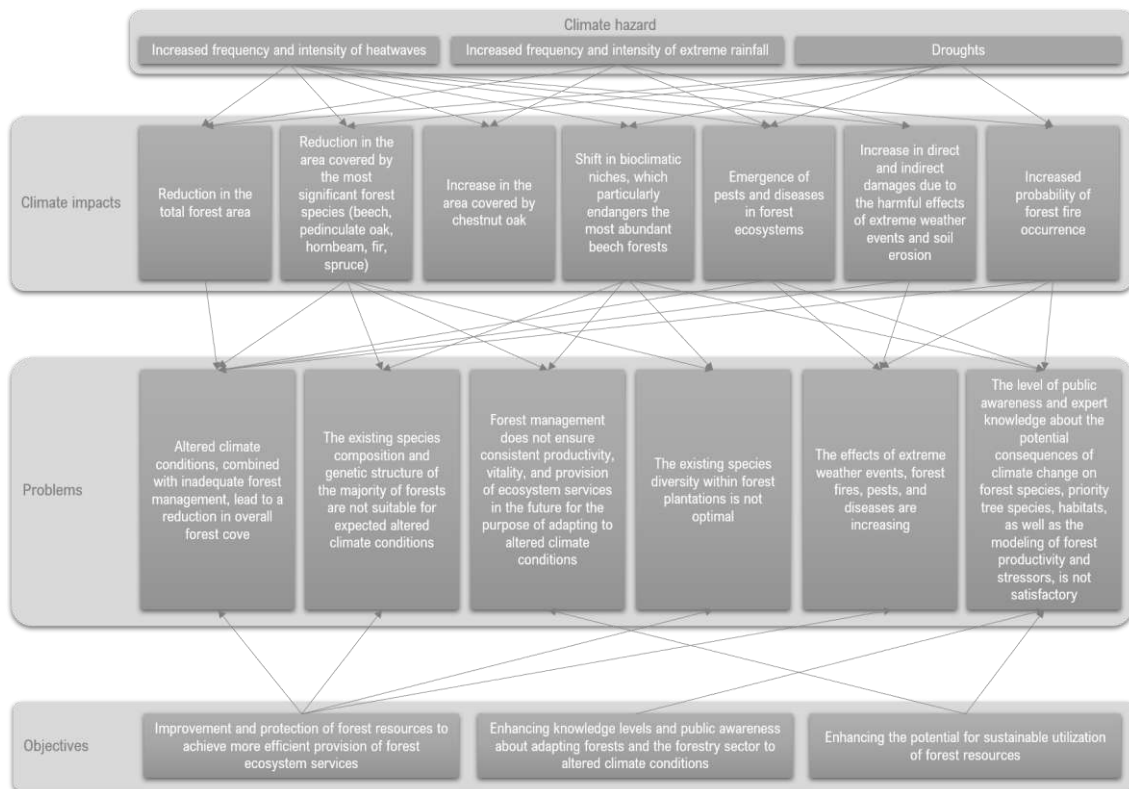 Climate hazard
Increased frequency and intensity of heatwaves
Increased frequency and intensity of extreme rainfall
Droughts
Climate impacts
Reduction in the
total forest area
Reduction in the
area covered by
the most
significant forest
species (beech,
pedinculate oak,
hornbeam, fir,
spruce)
Increase in the
area covered by
chestnut oak
Shift in bioclimatic
niches, which
particularly
endangers the
most abundant
beech forests
Emergence of
pests and diseases
in forest
ecosystems
Increase in direct
and indirect
damages due to
the harmful effects
of extreme weather
events and soil
erosion
Increased
probability of
forest fire
occurrence
Problems
Altered climate
conditions, combined
with inadequate forest
management, lead to a
reduction in overall
forest cove
The existing species
composition and
genetic structure of
the majority of forests
are not suitable for
expected altered
climate conditions
Forest management
does not ensure
consistent productivity,
vitality, and provision
of ecosystem services
in the future for the
purpose of adapting to
altered climate
conditions
The existing species
diversity within forest
plantations is not
optimal
The effects of extreme
weather events, forest
fires, pests, and
diseases are
increasing
The level of public
awareness and expert
knowledge about the
potential
consequences of
climate change on
forest species, priority
tree species, habitats,
as well as the
modeling of forest
productivity and
stressors, is not
satisfactory
Objectives
Improvement and protection of forest resources to
achieve more efficient provision of forest
ecosystem services
Enhancing knowledge levels and public awareness
about adapting forests and the forestry sector to
altered climate conditions
Enhancing the potential for sustainable utilization
of forest resources